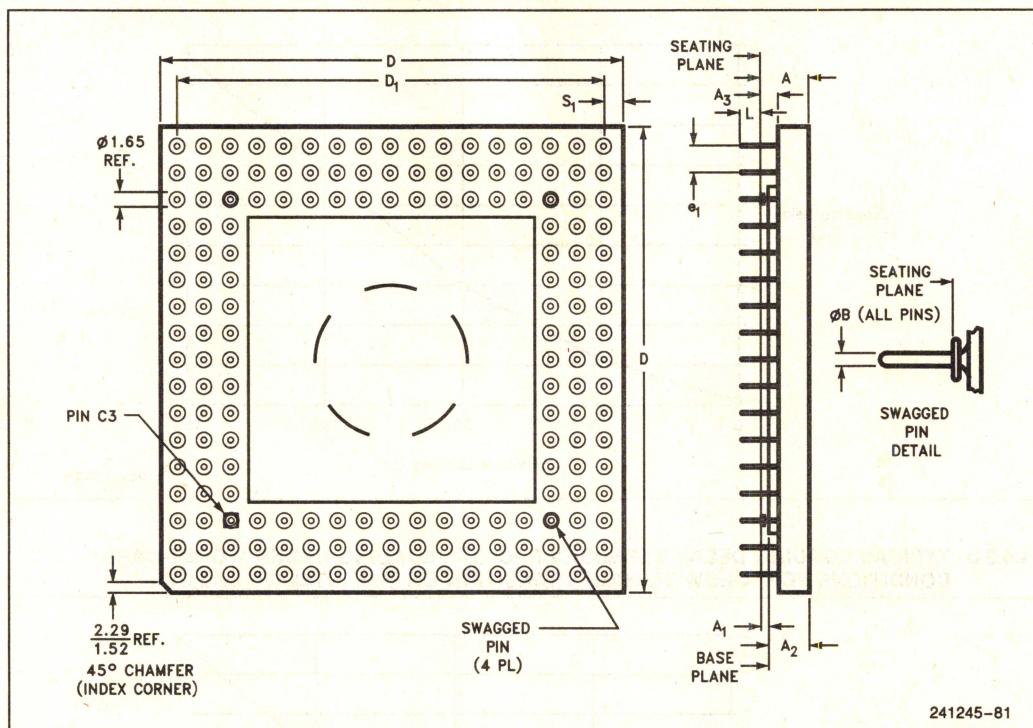 D
D₁
S₁
Ø1.65
REF.
PIN C3
2.29
1.52
REF.
45° CHAMFER
(INDEX CORNER)
SWAGGED
PIN
(4 PL)
D
SEATING
PLANE
A
A₃
L
e₁
SEATING
PLANE
ØB (ALL PINS)
SWAGGED
PIN
DETAIL
A₁
A₂
BASE
PLANE
241245-81